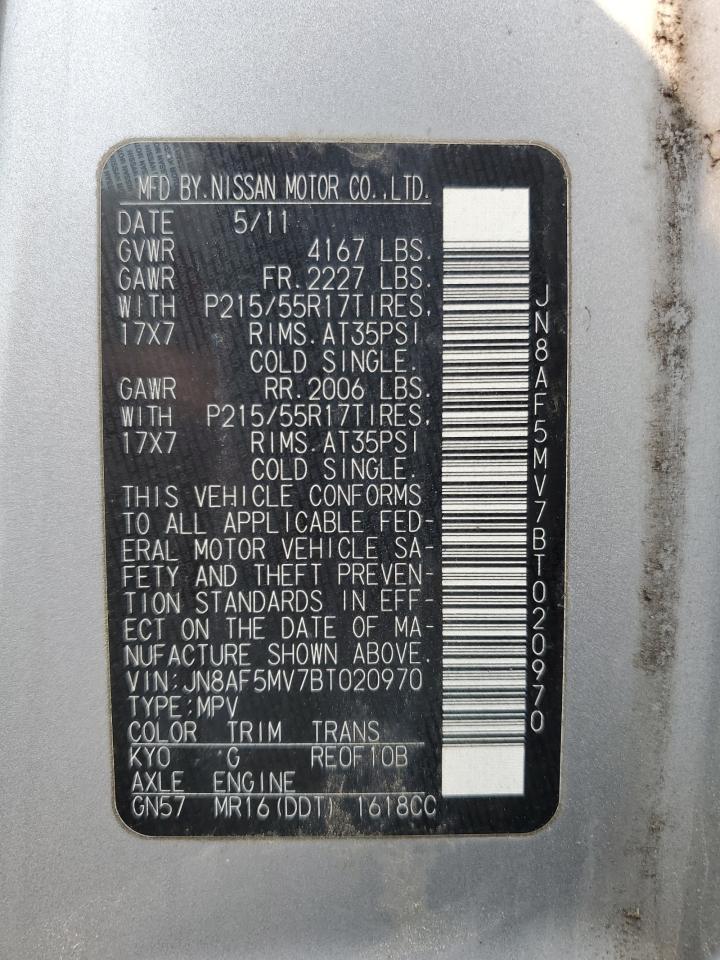 MFD BY.NISSAN MOTOR CO.,LTD.
DATE 5/11
GVWR 4167 LBS.
GAWR FR.2227 LBS.
WITH P215/55R17TIRES,
17X7 RIMS.AT35PSI
COLD SINGLE.
GAWR RR.2006 LBS.
WITH P215/55R17TIRES,
17X7 RIMS.AT35PSI
COLD SINGLE.
THIS VEHICLE CONFORMS
TO ALL APPLICABLE FED-
ERAL MOTOR VEHICLE SA-
FETY AND THEFT PREVEN-
TION STANDARDS IN EFF-
ECT ON THE DATE OF MA-
NUFACTURE SHOWN ABOVE.
VIN:JN8AF5MV7BT020970
TYPE:MPV
COLOR TRIM TRANS
KY0 G RE0F10B
AXLE ENGINE
GN57 MR16(DDT) 1618CC
JN8AF5MV7BT020970